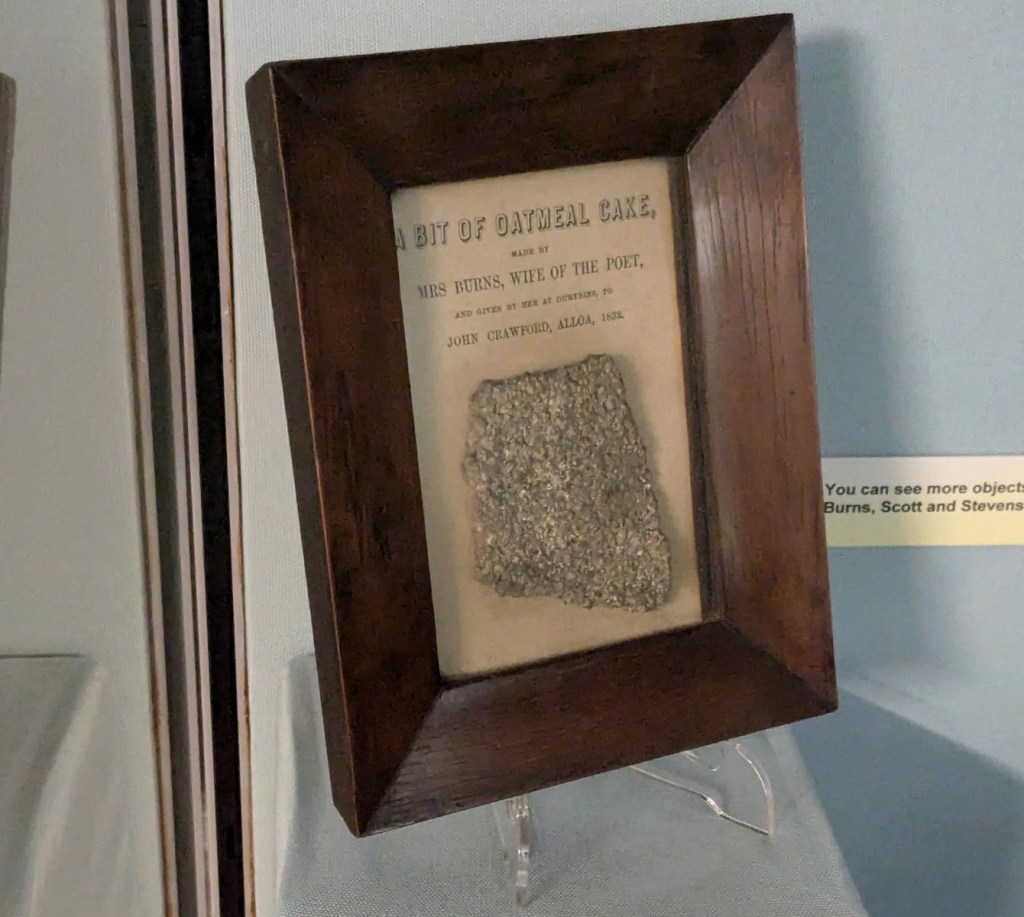 A BIT OF OATMEAL CAKE,
MADE BY
MRS BURNS, WIFE OF THE POET,
AND GIVEN BY HER AT DUMFRIES, TO
JOHN CRAWFORD, ALLOA, 1832.
You can see more objects
Burns, Scott and Stevens